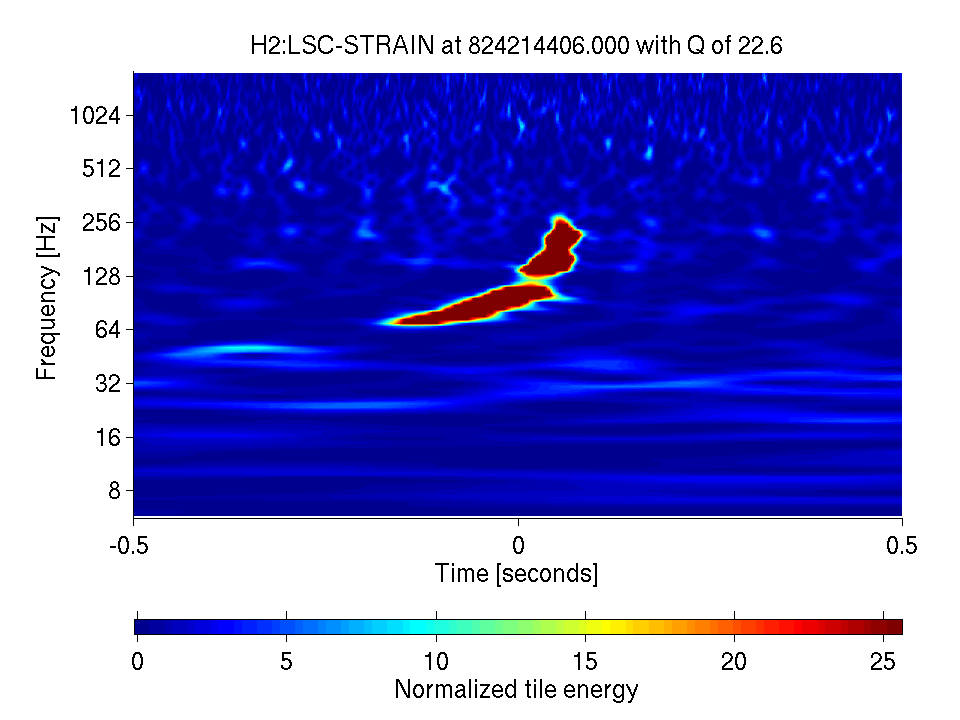 H2:LSC-STRAIN at 824214406.000 with Q of 22.6
Frequency [Hz]
1024
512
256
128
64
32
16
8
-0.5 0 0.5
Time [seconds]
0 5 10 15 20 25
Normalized tile energy